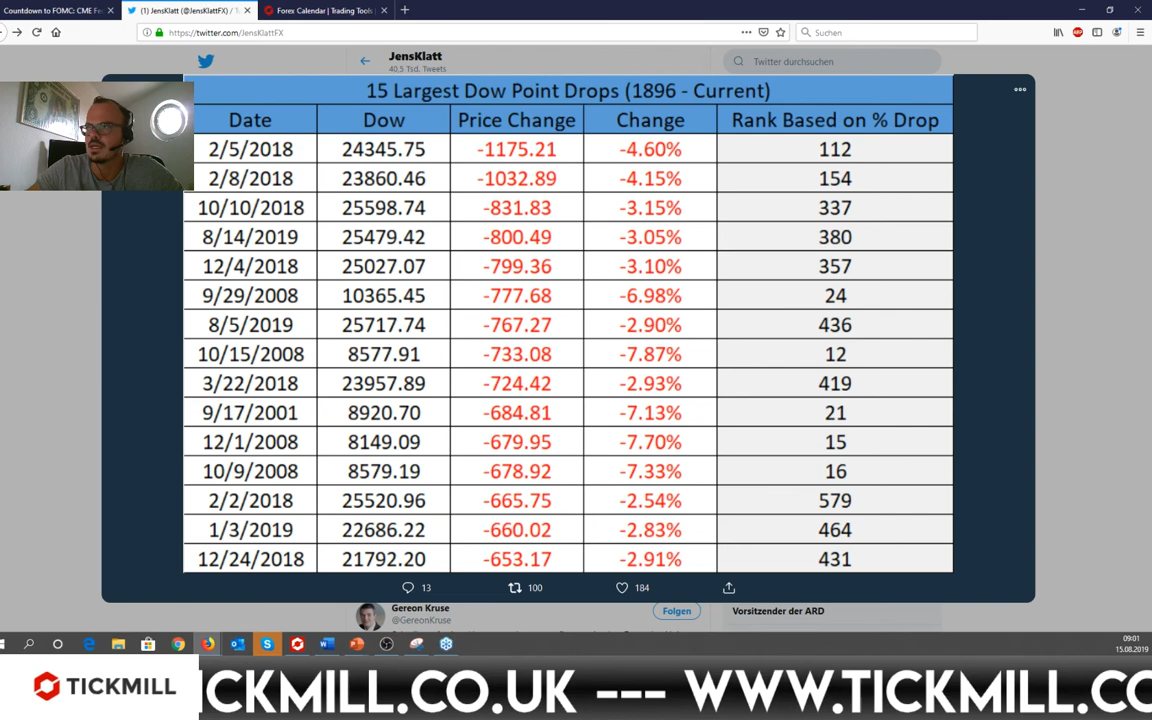 Countdown to FOMC: CME Fe
(1) JensKlatt (@JensKlattFX) / T
Forex Calendar | Trading Tools |
https://twitter.com/JensKlattFX
Suchen
JensKlatt
40,5 Tsd. Tweets
Twitter durchsuchen
15 Largest Dow Point Drops (1896 - Current)
Date Dow Price Change Change Rank Based on % Drop
2/5/2018 24345.75 -1175.21 -4.60% 112
2/8/2018 23860.46 -1032.89 -4.15% 154
10/10/2018 25598.74 -831.83 -3.15% 337
8/14/2019 25479.42 -800.49 -3.05% 380
12/4/2018 25027.07 -799.36 -3.10% 357
9/29/2008 10365.45 -777.68 -6.98% 24
8/5/2019 25717.74 -767.27 -2.90% 436
10/15/2008 8577.91 -733.08 -7.87% 12
3/22/2018 23957.89 -724.42 -2.93% 419
9/17/2001 8920.70 -684.81 -7.13% 21
12/1/2008 8149.09 -679.95 -7.70% 15
10/9/2008 8579.19 -678.92 -7.33% 16
2/2/2018 25520.96 -665.75 -2.54% 579
1/3/2019 22686.22 -660.02 -2.83% 464
12/24/2018 21792.20 -653.17 -2.91% 431
13 100 184
Gereon Kruse
@GereonKruse
Folgen
Vorsitzender der ARD
09:01
15.08.2019
TICKMILL
ICKMILL.CO.UK --- WWW.TICKMILL.CO